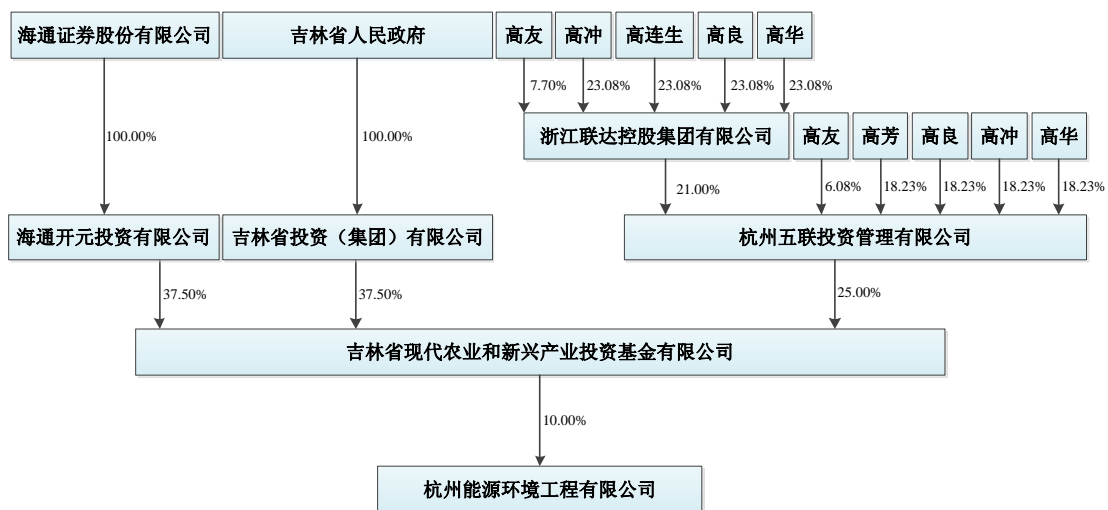 海通证券股份有限公司
吉林省人民政府
高友
高冲
高连生
高良
高华
7.70%
23.08%
23.08%
23.08%
23.08%
100.00%
100.00%
浙江联达控股集团有限公司
高友
高芳
高良
高冲
高华
21.00%
6.08%
18.23%
18.23%
18.23%
18.23%
海通开元投资有限公司
吉林省投资（集团）有限公司
杭州五联投资管理有限公司
37.50%
37.50%
25.00%
吉林省现代农业和新兴产业投资基金有限公司
10.00%
杭州能源环境工程有限公司